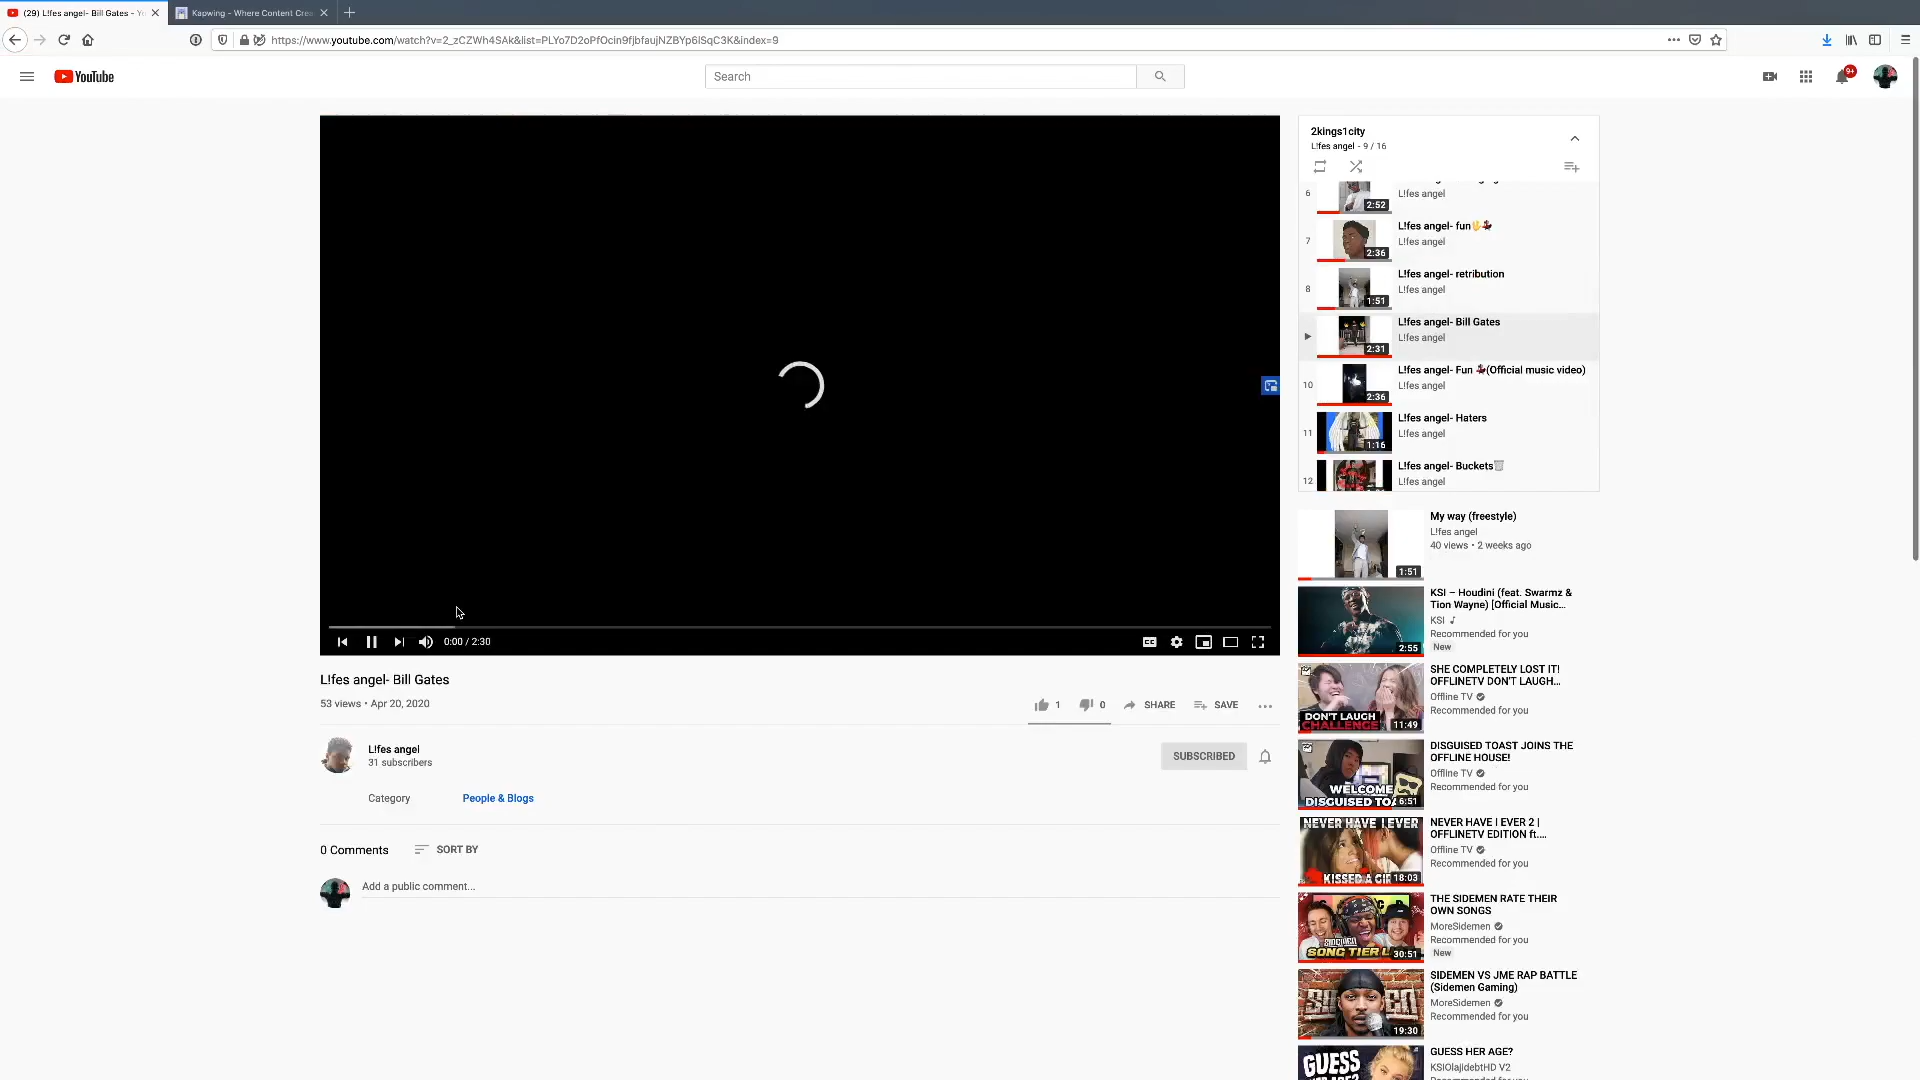 (29) L!fes angel- Bill Gates - Yo
Kapwing - Where Content Crea
https://www.youtube.com/watch?v=2_zCZWh4SAk&list=PLYo7D2oPfOcin9fjbfaujNZBYp6ISqC3K&index=9
YouTube
Search
9+
2kings1city
L!fes angel - 9 / 16
6
2:52
L!fes angel
7
2:36
L!fes angel- fun🖖💃🏿
L!fes angel
8
1:51
L!fes angel- retribution
L!fes angel
2:31
L!fes angel- Bill Gates
L!fes angel
10
2:36
L!fes angel- Fun 💃🏿(Official music video)
L!fes angel
11
1:16
L!fes angel- Haters
L!fes angel
12
L!fes angel- Buckets🗑
L!fes angel
0:00 / 2:30
L!fes angel- Bill Gates
53 views • Apr 20, 2020
1
0
SHARE
SAVE
L!fes angel
31 subscribers
SUBSCRIBED
Category
People & Blogs
0 Comments
SORT BY
Add a public comment...
My way (freestyle)
L!fes angel
40 views • 2 weeks ago
1:51
KSI – Houdini (feat. Swarmz &
Tion Wayne) [Official Music...
KSI ♪
Recommended for you
New
2:55
SHE COMPLETELY LOST IT!
OFFLINETV DON'T LAUGH...
Offline TV
Recommended for you
DON'T LAUGH
CHALLENGE
11:49
DISGUISED TOAST JOINS THE
OFFLINE HOUSE!
Offline TV
Recommended for you
WELCOME
DISGUISED TOA
6:51
NEVER HAVE I EVER 2 |
OFFLINETV EDITION ft....
Offline TV
Recommended for you
NEVER HAVE I EVER
KISSED A GIR
18:03
THE SIDEMEN RATE THEIR
OWN SONGS
MoreSidemen
Recommended for you
New
SIDEMEN
SONG TIER L
30:51
SIDEMEN VS JME RAP BATTLE
(Sidemen Gaming)
MoreSidemen
Recommended for you
19:30
GUESS HER AGE?
KSIOlajidebtHD V2
GUESS